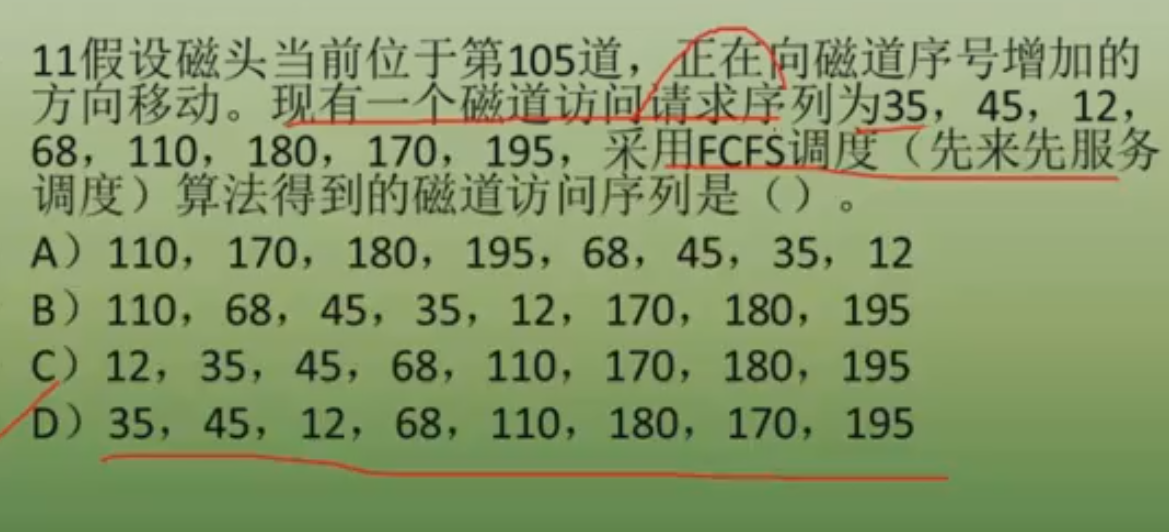 11假设磁头当前位于第105道，正在向磁道序号增加的
方向移动。现有一个磁道访问请求序列为35，45，12，
68，110，180，170，195，采用FCFS调度（先来先服务
调度）算法得到的磁道访问序列是（）。
A）110，170，180，195，68，45，35，12
B）110，68，45，35，12，170，180，195
C）12，35，45，68，110，170，180，195
D）35，45，12，68，110，180，170，195